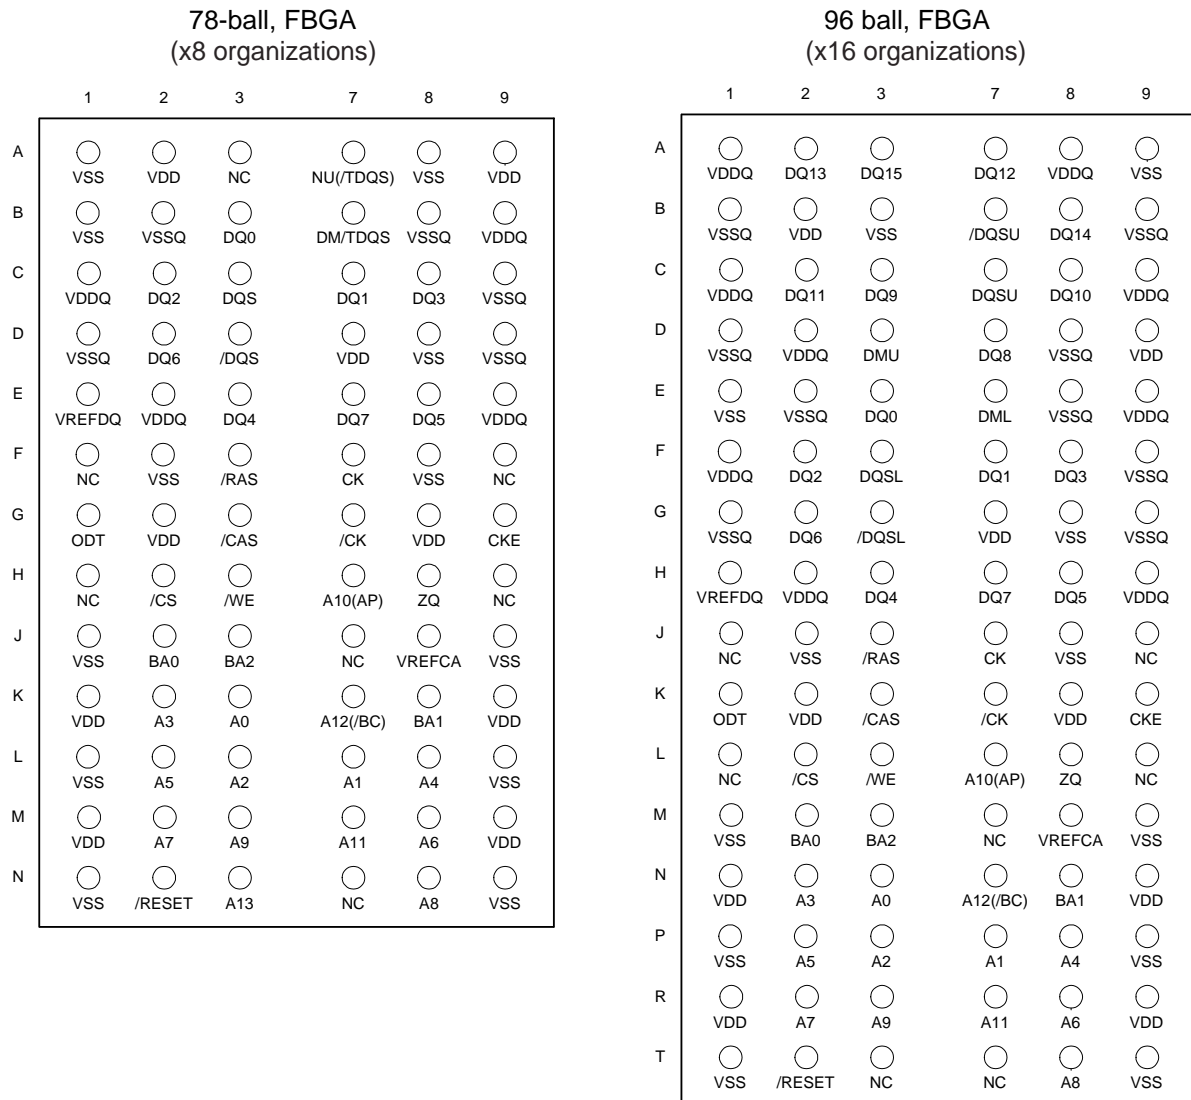 78-ball, FBGA
(x8 organizations)
1 2 3 7 8 9
A
VSS VDD NC NU(/TDQS) VSS VDD
B
VSS VSSQ DQ0 DM/TDQS VSSQ VDDQ
C
VDDQ DQ2 DQS DQ1 DQ3 VSSQ
D
VSSQ DQ6 /DQS VDD VSS VSSQ
E
VREFDQ VDDQ DQ4 DQ7 DQ5 VDDQ
F
NC VSS /RAS CK VSS NC
G
ODT VDD /CAS /CK VDD CKE
H
NC /CS /WE A10(AP) ZQ NC
J
VSS BA0 BA2 NC VREFCA VSS
K
VDD A3 A0 A12(/BC) BA1 VDD
L
VSS A5 A2 A1 A4 VSS
M
VDD A7 A9 A11 A6 VDD
N
VSS /RESET A13 NC A8 VSS
96 ball, FBGA
(x16 organizations)
1 2 3 7 8 9
A
VDDQ DQ13 DQ15 DQ12 VDDQ VSS
B
VSSQ VDD VSS /DQSU DQ14 VSSQ
C
VDDQ DQ11 DQ9 DQSU DQ10 VDDQ
D
VSSQ VDDQ DMU DQ8 VSSQ VDD
E
VSS VSSQ DQ0 DML VSSQ VDDQ
F
VDDQ DQ2 DQSL DQ1 DQ3 VSSQ
G
VSSQ DQ6 /DQSL VDD VSS VSSQ
H
VREFDQ VDDQ DQ4 DQ7 DQ5 VDDQ
J
NC VSS /RAS CK VSS NC
K
ODT VDD /CAS /CK VDD CKE
L
NC /CS /WE A10(AP) ZQ NC
M
VSS BA0 BA2 NC VREFCA VSS
N
VDD A3 A0 A12(/BC) BA1 VDD
P
VSS A5 A2 A1 A4 VSS
R
VDD A7 A9 A11 A6 VDD
T
VSS /RESET NC NC A8 VSS